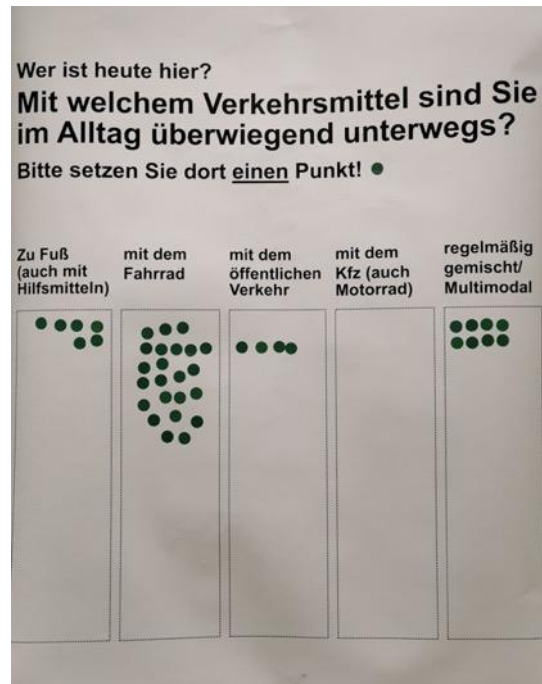 Wer ist heute hier?
Mit welchem Verkehrsmittel sind Sie
im Alltag überwiegend unterwegs?
Bitte setzen Sie dort einen Punkt!
Zu Fuß
(auch mit
Hilfsmitteln)
mit dem
Fahrrad
mit dem
öffentlichen
Verkehr
mit dem
Kfz (auch
Motorrad)
regelmäßig
gemischt/
Multimodal